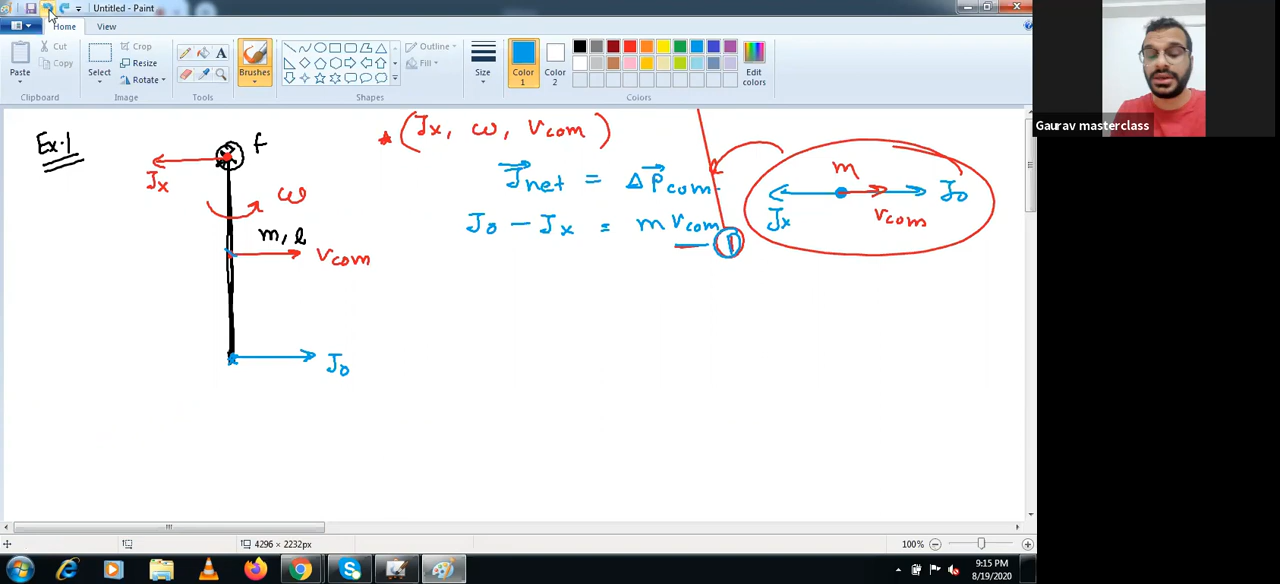 Untitled - Paint
Home
View
Paste
Cut
Copy
Clipboard
Select
Crop
Resize
Rotate
Image
A
Tools
Brushes
Outline
Fill
Shapes
Size
Color 1
Color 2
Edit colors
Colors
Gaurav masterclass
Ex.1
f
Jx
ω
m, l
vcom
J0
(Jx, ω, vcom)
Jnet = ΔPcom
J0 - Jx = m vcom
1
m
Jx
J0
vcom
4296 × 2232px
100%
9:15 PM
8/19/2020